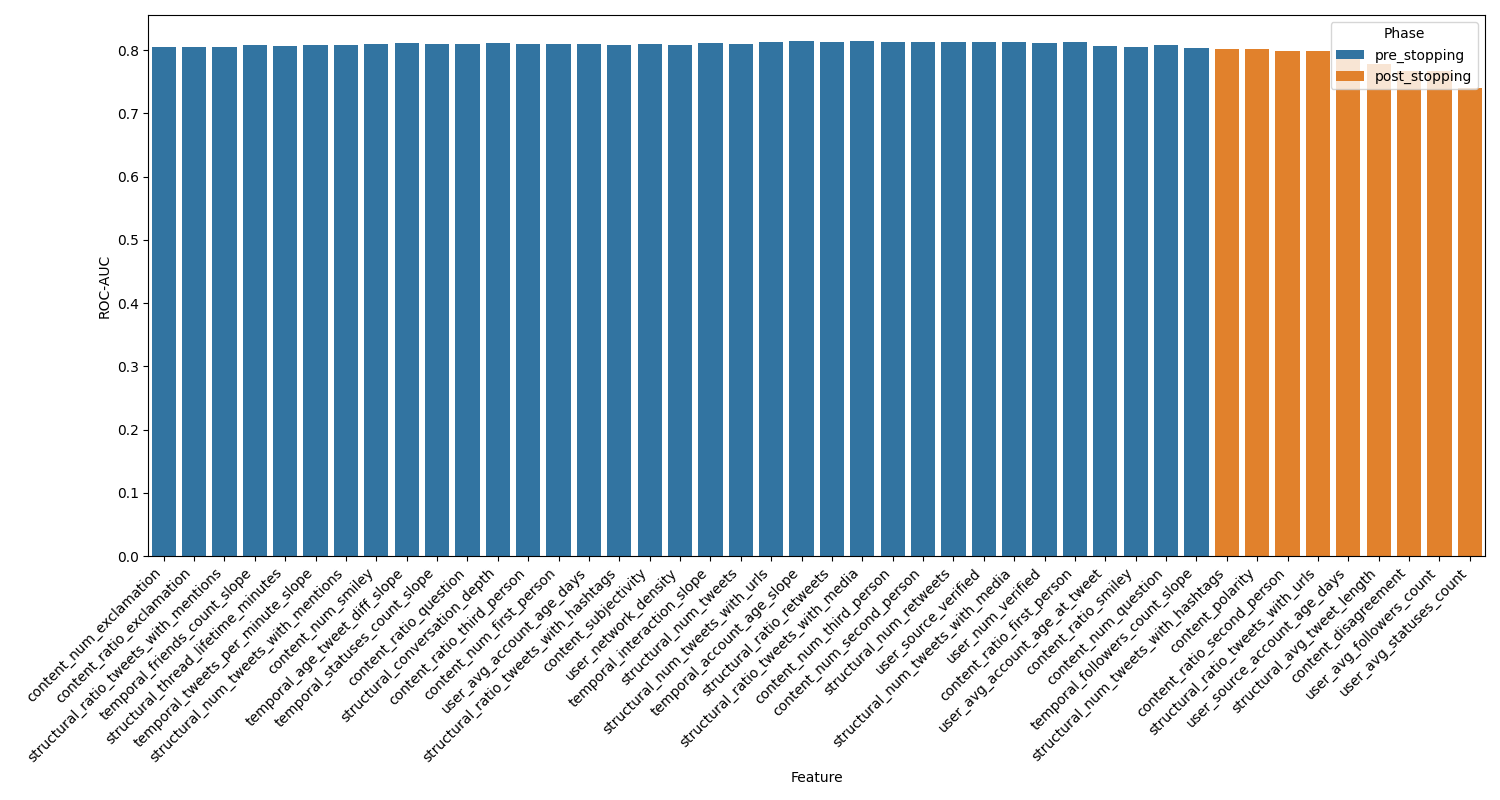 Phase
pre_stopping
post_stopping
ROC-AUC
0.8
0.7
0.6
0.5
0.4
0.3
0.2
0.1
0.0
content_num_exclamation
content_ratio_exclamation
structural_ratio_tweets_with_mentions
temporal_friends_count_slope
structural_thread_lifetime_minutes
temporal_tweets_per_minute_slope
structural_num_tweets_with_mentions
content_num_smiley
temporal_age_tweet_diff_slope
temporal_statuses_count_slope
content_ratio_question
structural_conversation_depth
content_ratio_third_person
content_num_first_person
user_avg_account_age_days
structural_ratio_tweets_with_hashtags
content_subjectivity
user_network_density
temporal_interaction_slope
structural_num_tweets
structural_num_tweets_with_urls
temporal_account_age_slope
structural_ratio_retweets
structural_ratio_tweets_with_media
content_num_third_person
content_num_second_person
structural_num_retweets
user_source_verified
structural_num_tweets_with_media
user_num_verified
content_ratio_first_person
user_avg_account_age_at_tweet
content_ratio_smiley
content_num_question
temporal_followers_count_slope
structural_num_tweets_with_hashtags
content_polarity
content_ratio_second_person
structural_ratio_tweets_with_urls
user_source_account_age_days
structural_avg_tweet_length
content_disagreement
user_avg_followers_count
user_avg_statuses_count
Feature